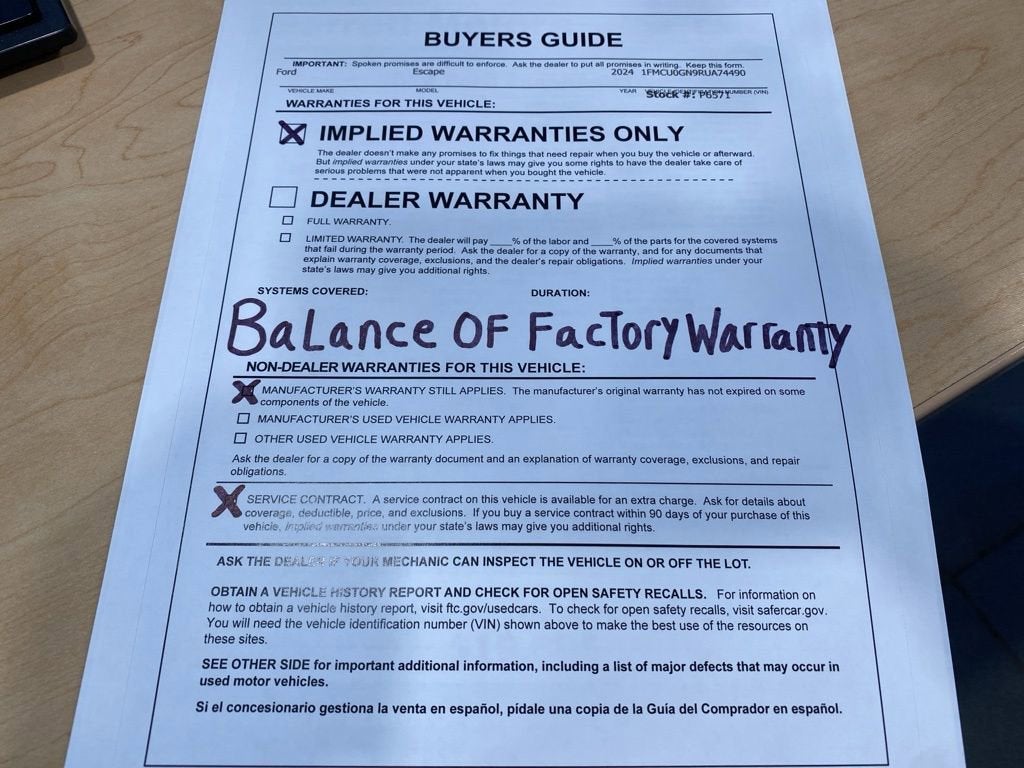 BUYERS GUIDE
IMPORTANT: Spoken promises are difficult to enforce. Ask the dealer to put all promises in writing. Keep this form.
Ford Escape 2024 1FMCU0GN9RUA74490
VEHICLE MAKE MODEL YEAR VEHICLE IDENTIFICATION NUMBER (VIN)
Stock #: P6571
WARRANTIES FOR THIS VEHICLE:
IMPLIED WARRANTIES ONLY
The dealer doesn't make any promises to fix things that need repair when you buy the vehicle or afterward.
But implied warranties under your state's laws may give you some rights to have the dealer take care of
serious problems that were not apparent when you bought the vehicle.
DEALER WARRANTY
FULL WARRANTY.
LIMITED WARRANTY. The dealer will pay ____% of the labor and ____% of the parts for the covered systems
that fail during the warranty period. Ask the dealer for a copy of the warranty, and for any documents that
explain warranty coverage, exclusions, and the dealer's repair obligations. Implied warranties under your
state's laws may give you additional rights.
SYSTEMS COVERED: DURATION:
BaLance OF FacTory Warranty
NON-DEALER WARRANTIES FOR THIS VEHICLE:
MANUFACTURER'S WARRANTY STILL APPLIES. The manufacturer's original warranty has not expired on some
components of the vehicle.
MANUFACTURER'S USED VEHICLE WARRANTY APPLIES.
OTHER USED VEHICLE WARRANTY APPLIES.
Ask the dealer for a copy of the warranty document and an explanation of warranty coverage, exclusions, and repair
obligations.
SERVICE CONTRACT. A service contract on this vehicle is available for an extra charge. Ask for details about
coverage, deductible, price, and exclusions. If you buy a service contract within 90 days of your purchase of this
vehicle, implied warranties under your state's laws may give you additional rights.
ASK THE DEALER IF YOUR MECHANIC CAN INSPECT THE VEHICLE ON OR OFF THE LOT.
OBTAIN A VEHICLE HISTORY REPORT AND CHECK FOR OPEN SAFETY RECALLS. For information on
how to obtain a vehicle history report, visit ftc.gov/usedcars. To check for open safety recalls, visit safercar.gov.
You will need the vehicle identification number (VIN) shown above to make the best use of the resources on
these sites.
SEE OTHER SIDE for important additional information, including a list of major defects that may occur in
used motor vehicles.
Si el concesionario gestiona la venta en español, pídale una copia de la Guía del Comprador en español.